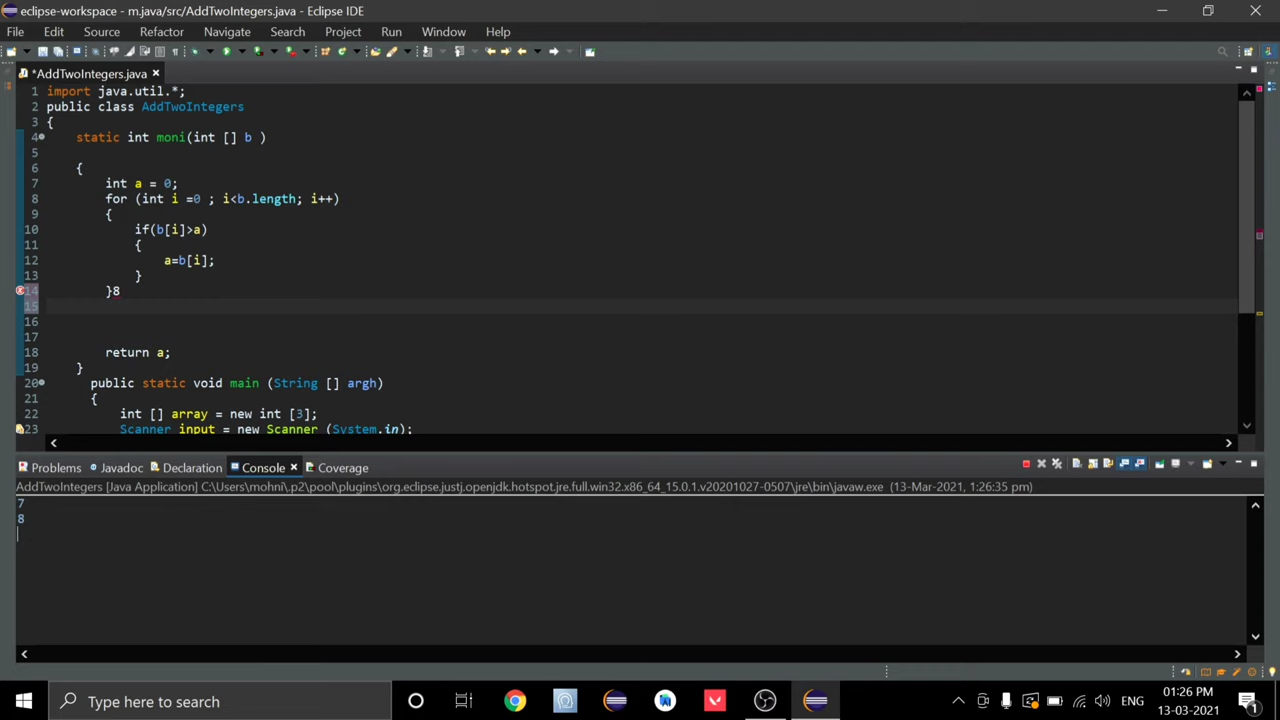 eclipse-workspace - m.java/src/AddTwoIntegers.java - Eclipse IDE
File Edit Source Refactor Navigate Search Project Run Window Help
*AddTwoIntegers.java
1 import java.util.*;
2 public class AddTwoIntegers
3 {
4 static int moni(int [] b )
5
6 {
7 int a = 0;
8 for (int i =0 ; i<b.length; i++)
9 {
10 if(b[i]>a)
11 {
12 a=b[i];
13 }
14 }8
15
16
17
18 return a;
19 }
20 public static void main (String [] argh)
21 {
22 int [] array = new int [3];
23 Scanner input = new Scanner (System.in);
Problems Javadoc Declaration Console Coverage
AddTwoIntegers [Java Application] C:\Users\mohni\.p2\pool\plugins\org.eclipse.justj.openjdk.hotspot.jre.full.win32.x86_64_15.0.1.v20201027-0507\jre\bin\javaw.exe (13-Mar-2021, 1:26:35 pm)
7
8
Type here to search
ENG
01:26 PM
13-03-2021
1